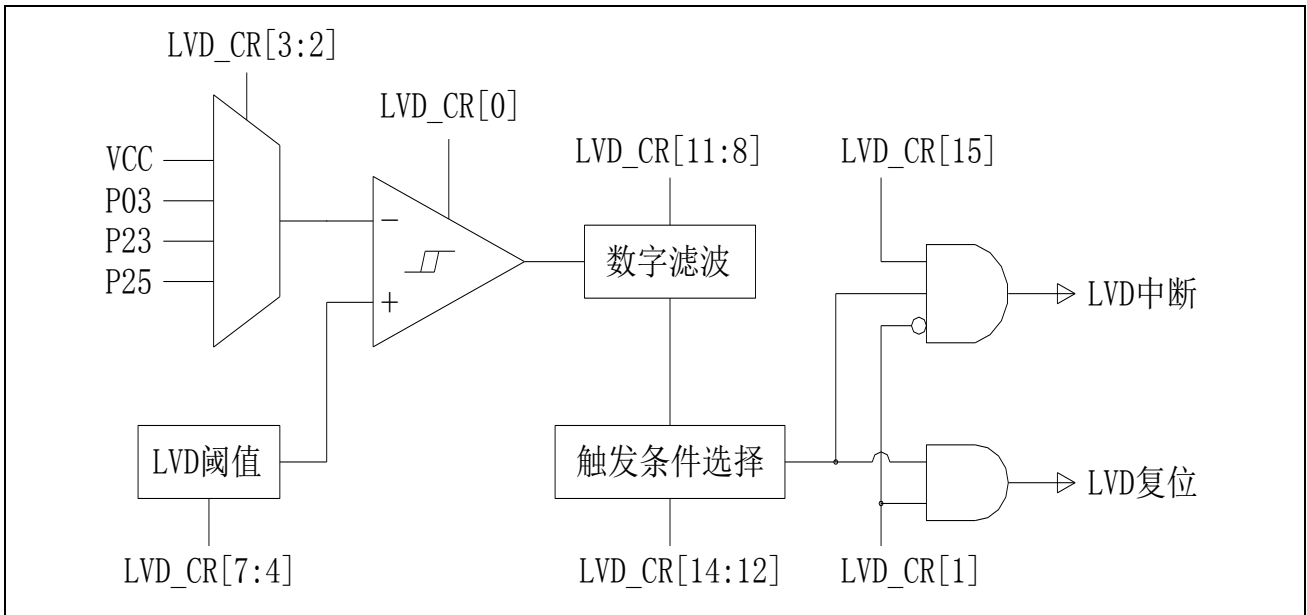 LVD_CR[3:2]
LVD_CR[0]
LVD_CR[11:8]
LVD_CR[15]
VCC
P03
P23
P25
−
+
数字滤波
LVD中断
LVD阈值
触发条件选择
LVD复位
LVD_CR[7:4]
LVD_CR[14:12]
LVD_CR[1]